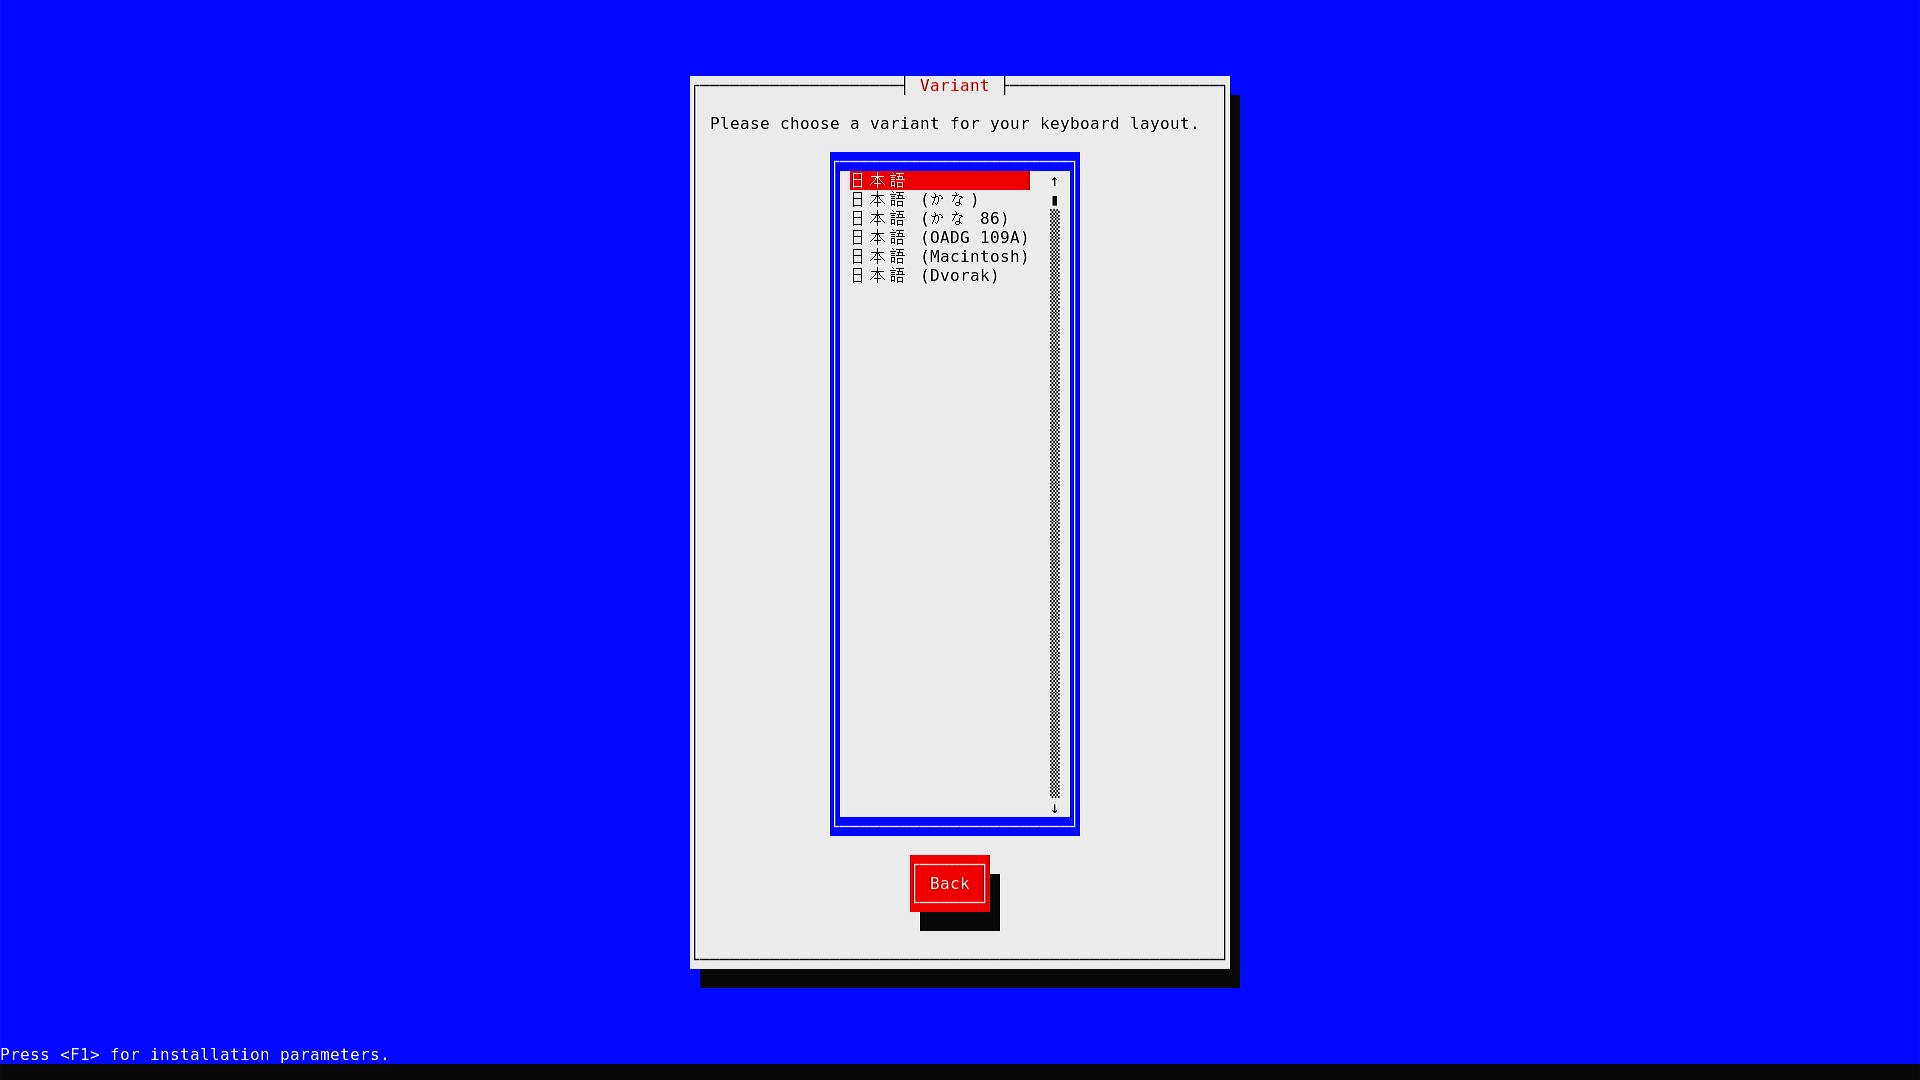 Variant
Please choose a variant for your keyboard layout.
日本語 ↑
日本語 (かな)
日本語 (かな 86)
日本語 (OADG 109A)
日本語 (Macintosh)
日本語 (Dvorak)
↓
Back
Press <F1> for installation parameters.